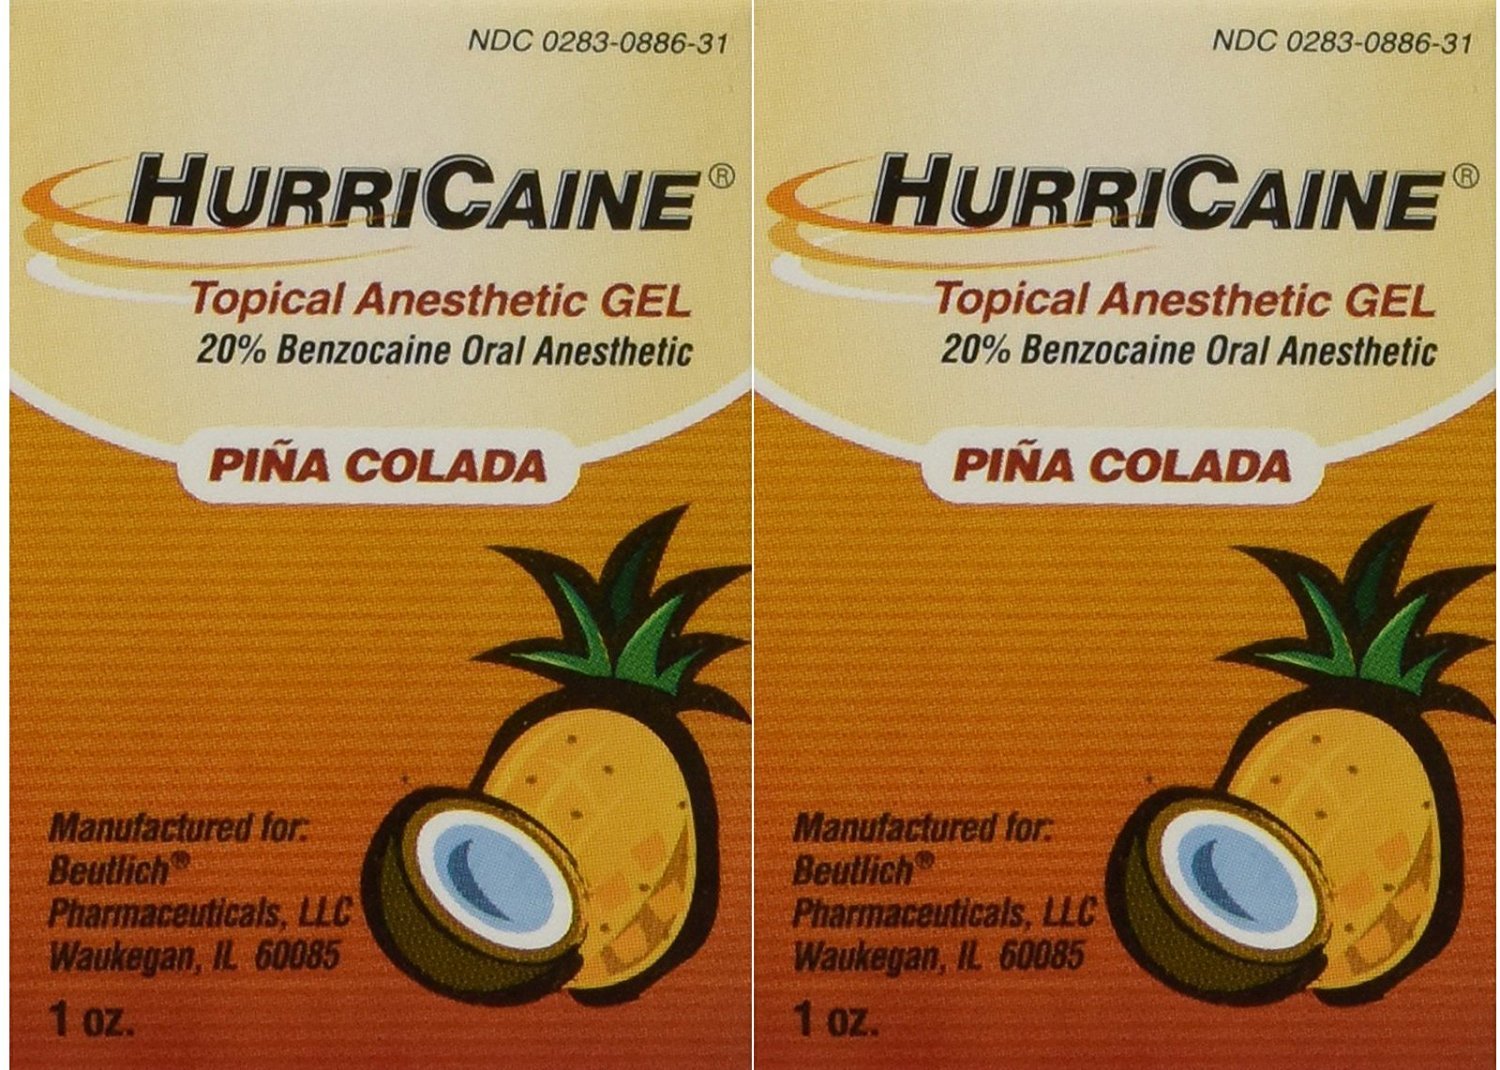 NDC 0283-0886-31
HURRICAINE®
Topical Anesthetic GEL
20% Benzocaine Oral Anesthetic
PIÑA COLADA
Manufactured for:
Beutlich®
Pharmaceuticals, LLC
Waukegan, IL 60085
1 oz.
NDC 0283-0886-31
HURRICAINE®
Topical Anesthetic GEL
20% Benzocaine Oral Anesthetic
PIÑA COLADA
Manufactured for:
Beutlich®
Pharmaceuticals, LLC
Waukegan, IL 60085
1 oz.